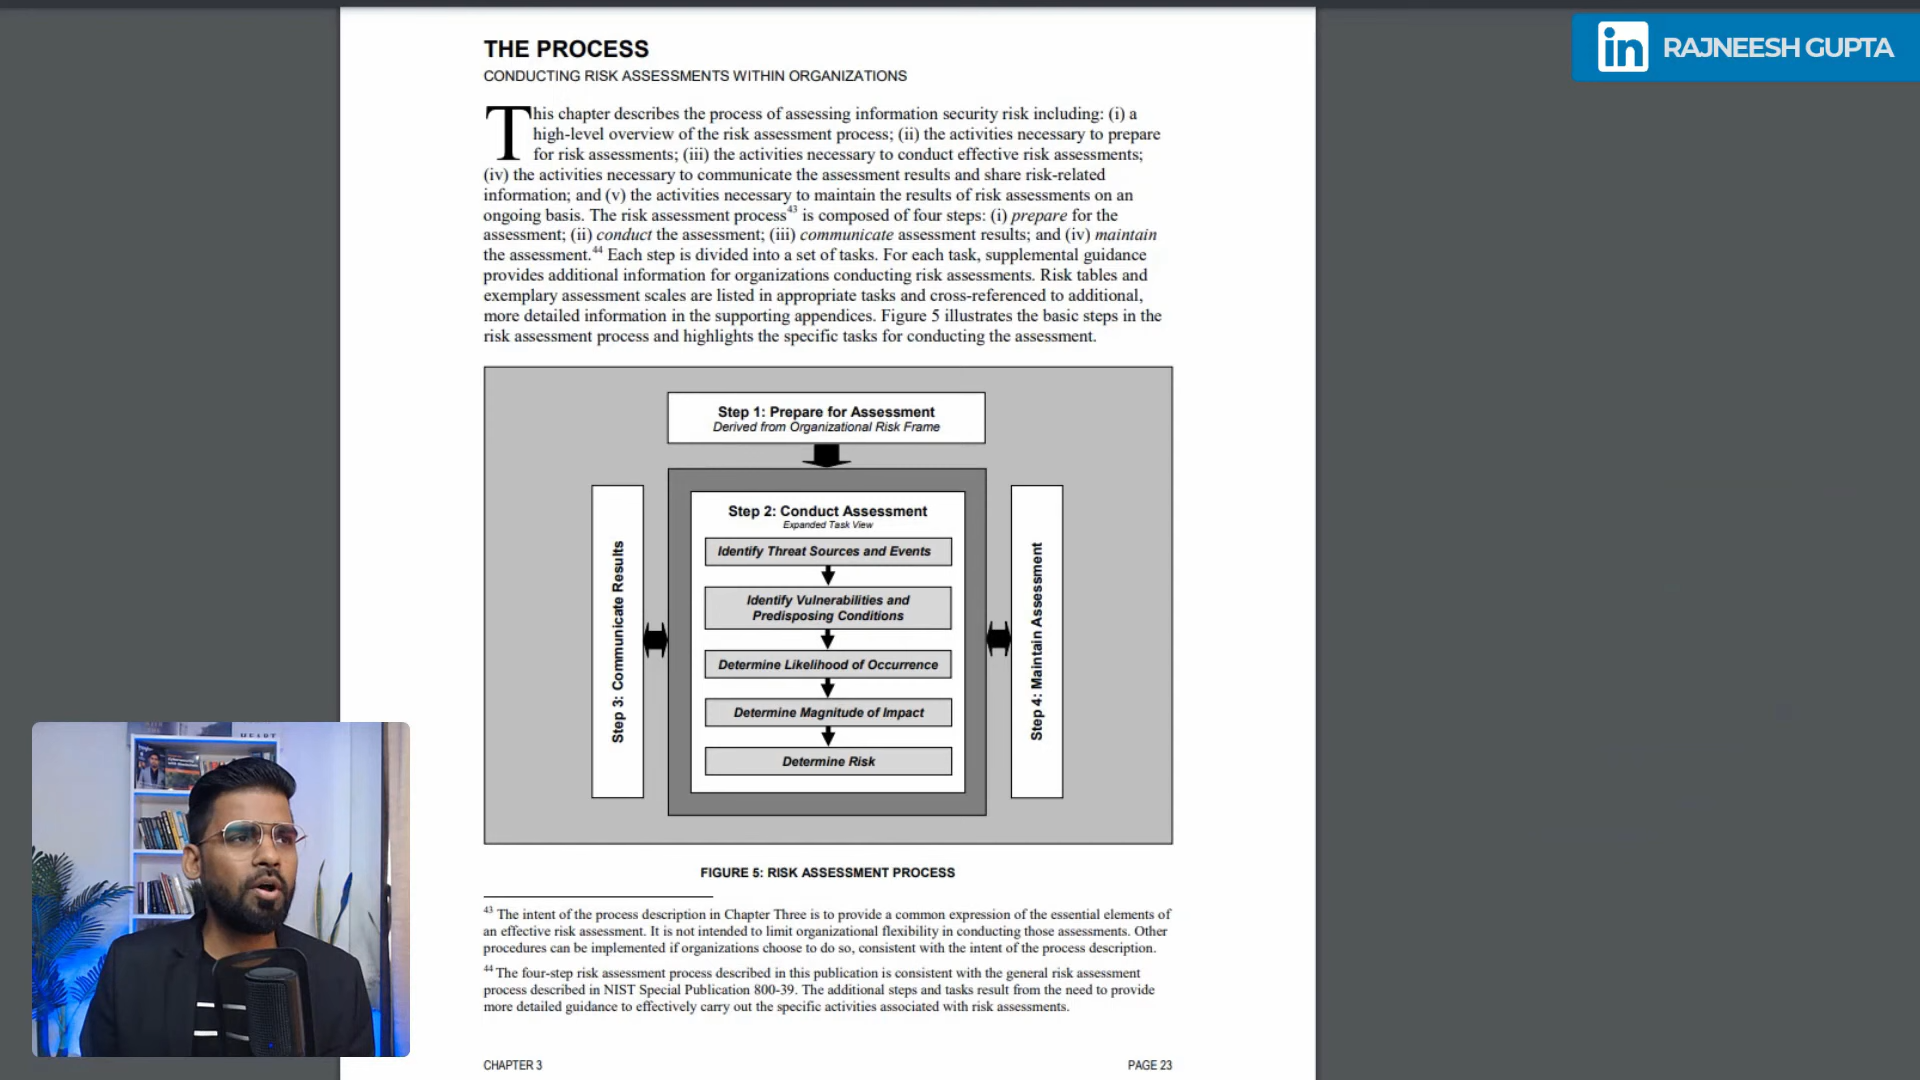 in RAJNEESH GUPTA
THE PROCESS
CONDUCTING RISK ASSESSMENTS WITHIN ORGANIZATIONS
This chapter describes the process of assessing information security risk including: (i) a
high-level overview of the risk assessment process; (ii) the activities necessary to prepare
for risk assessments; (iii) the activities necessary to conduct effective risk assessments;
(iv) the activities necessary to communicate the assessment results and share risk-related
information; and (v) the activities necessary to maintain the results of risk assessments on an
ongoing basis. The risk assessment process43 is composed of four steps: (i) prepare for the
assessment; (ii) conduct the assessment; (iii) communicate assessment results; and (iv) maintain
the assessment.44 Each step is divided into a set of tasks. For each task, supplemental guidance
provides additional information for organizations conducting risk assessments. Risk tables and
exemplary assessment scales are listed in appropriate tasks and cross-referenced to additional,
more detailed information in the supporting appendices. Figure 5 illustrates the basic steps in the
risk assessment process and highlights the specific tasks for conducting the assessment.
Step 1: Prepare for Assessment
Derived from Organizational Risk Frame
Step 2: Conduct Assessment
Expanded Task View
Identify Threat Sources and Events
Identify Vulnerabilities and
Predisposing Conditions
Determine Likelihood of Occurrence
Determine Magnitude of Impact
Determine Risk
Step 3: Communicate Results
Step 4: Maintain Assessment
FIGURE 5: RISK ASSESSMENT PROCESS
43 The intent of the process description in Chapter Three is to provide a common expression of the essential elements of
an effective risk assessment. It is not intended to limit organizational flexibility in conducting those assessments. Other
procedures can be implemented if organizations choose to do so, consistent with the intent of the process description.
44 The four-step risk assessment process described in this publication is consistent with the general risk assessment
process described in NIST Special Publication 800-39. The additional steps and tasks result from the need to provide
more detailed guidance to effectively carry out the specific activities associated with risk assessments.
CHAPTER 3
PAGE 23